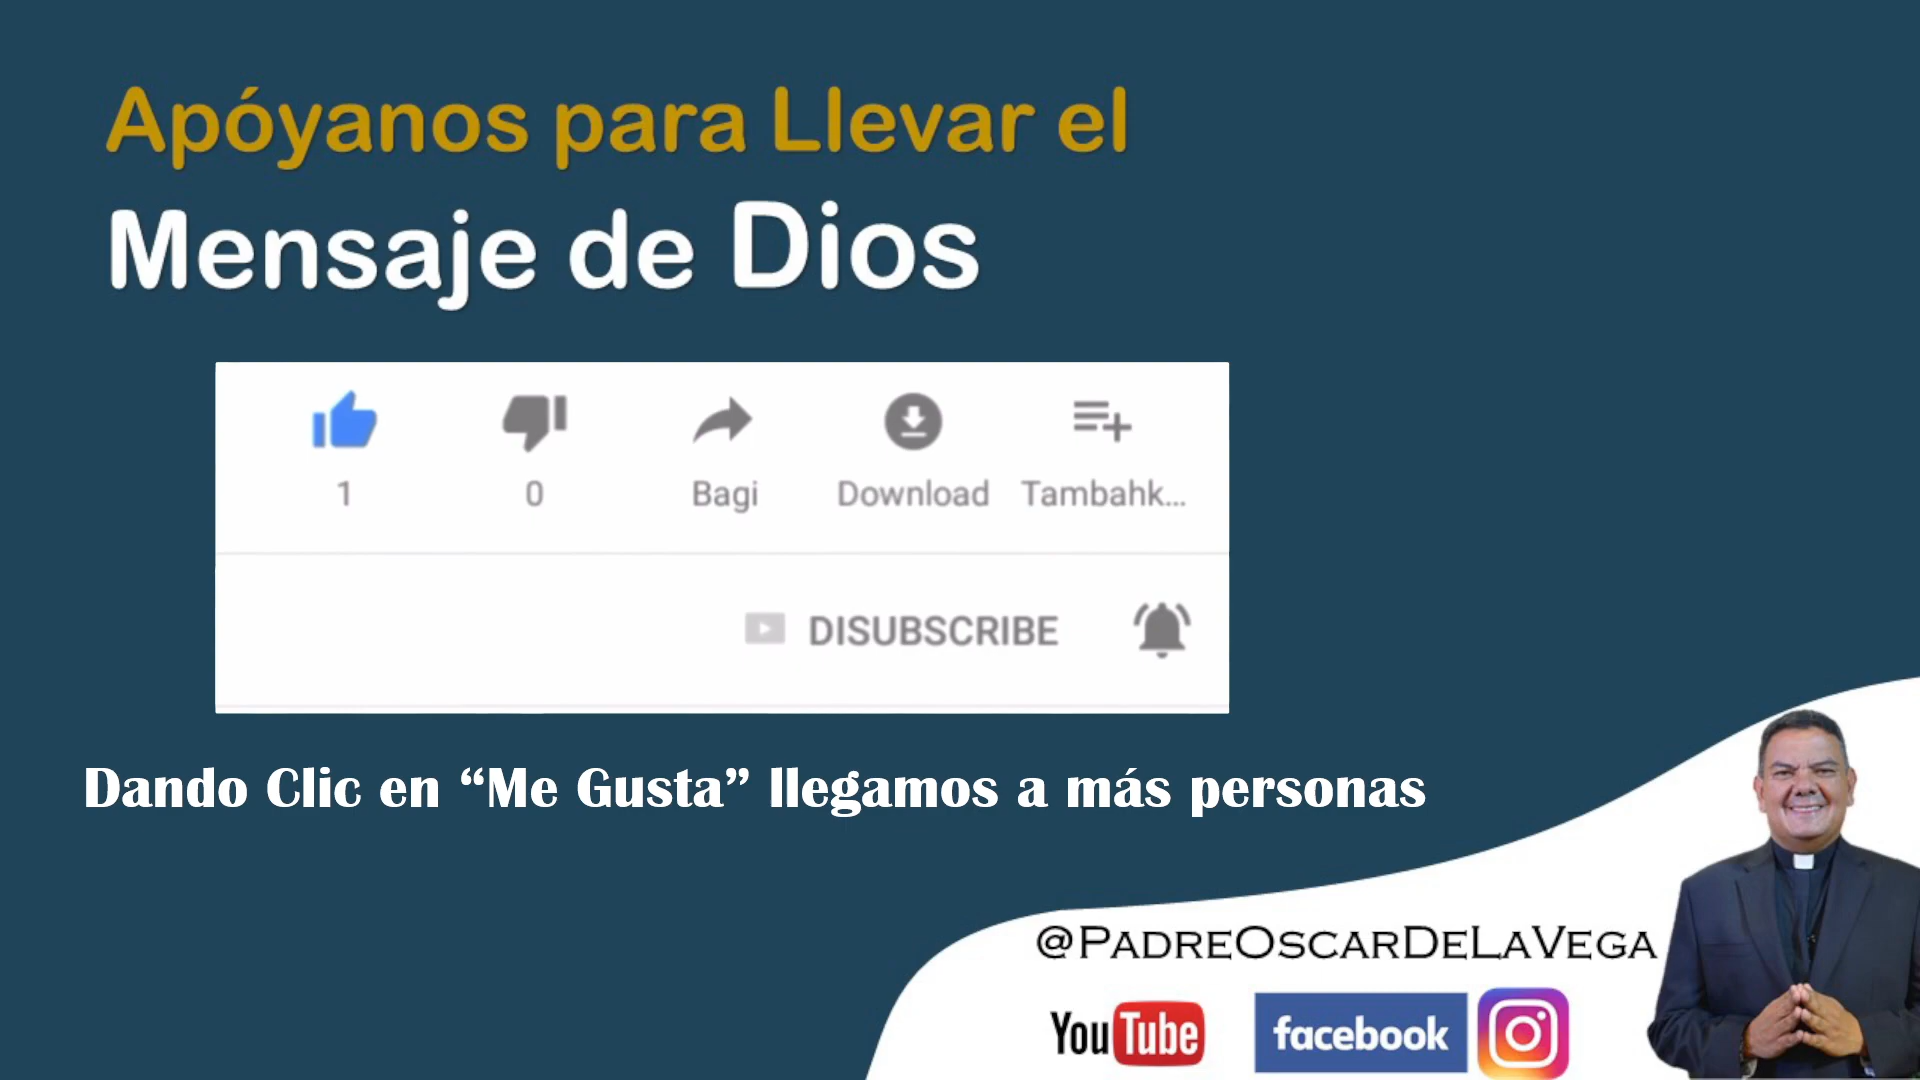 Apóyanos para Llevar el
Mensaje de Dios
1 0 Bagi Download Tambahk...
DISUBSCRIBE
Dando Clic en “Me Gusta” llegamos a más personas
@PadreOscarDeLaVega
YouTube facebook